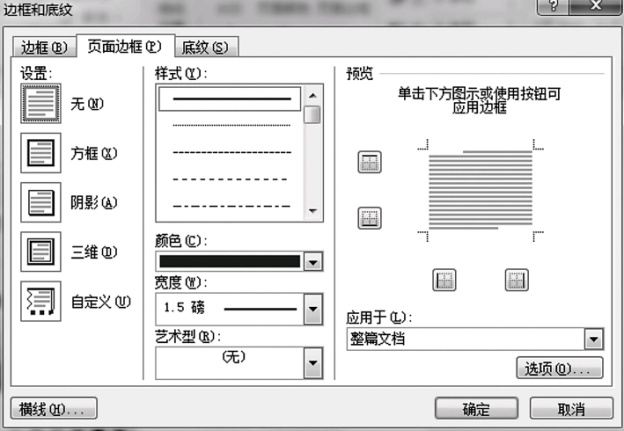 边框和底纹
边框(B) 页面边框(P) 底纹(S)
设置:
无(N)
方框(X)
阴影(A)
三维(D)
自定义(U)
样式(Y):
颜色(C):
宽度(W):
1.5 磅
艺术型(R):
(无)
预览
单击下方图示或使用按钮可
应用边框
应用于(L):
整篇文档
选项(O)...
横线(H)...
确定
取消